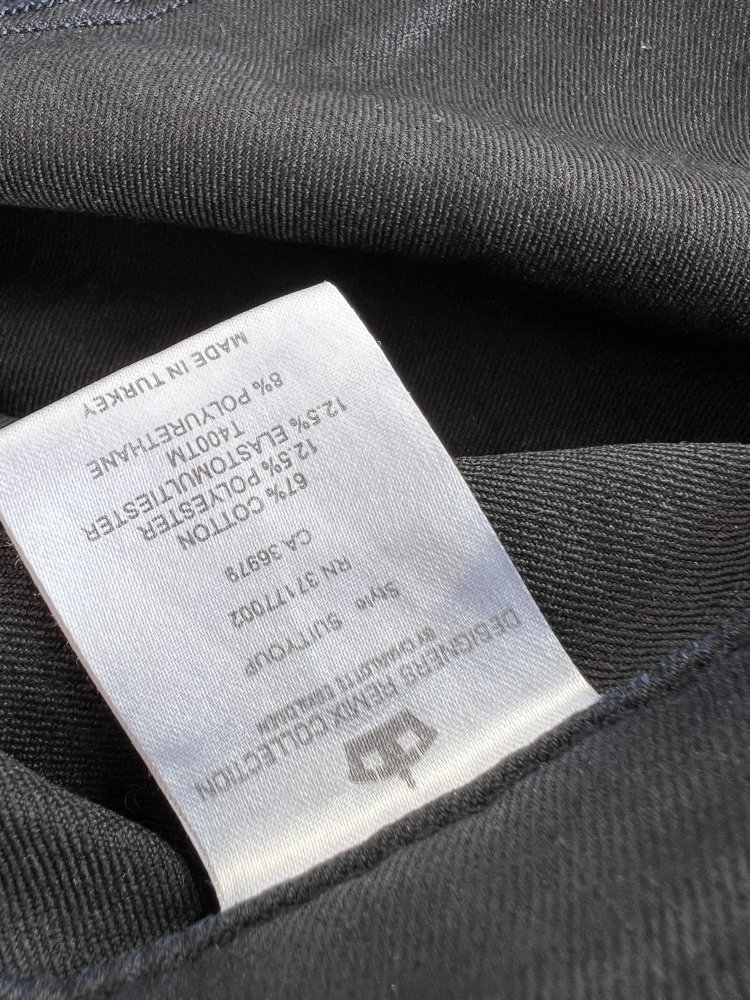 DESIGNERS REMIX COLLECTION
BY CHARLOTTE ESKILDSEN
Style SUITYOUP
RN 37177002
CA 36979
67% COTTON
12.5% POLYESTER
12.5% ELASTOMULTIESTER
T400TM
8% POLYURETHANE
MADE IN TURKEY